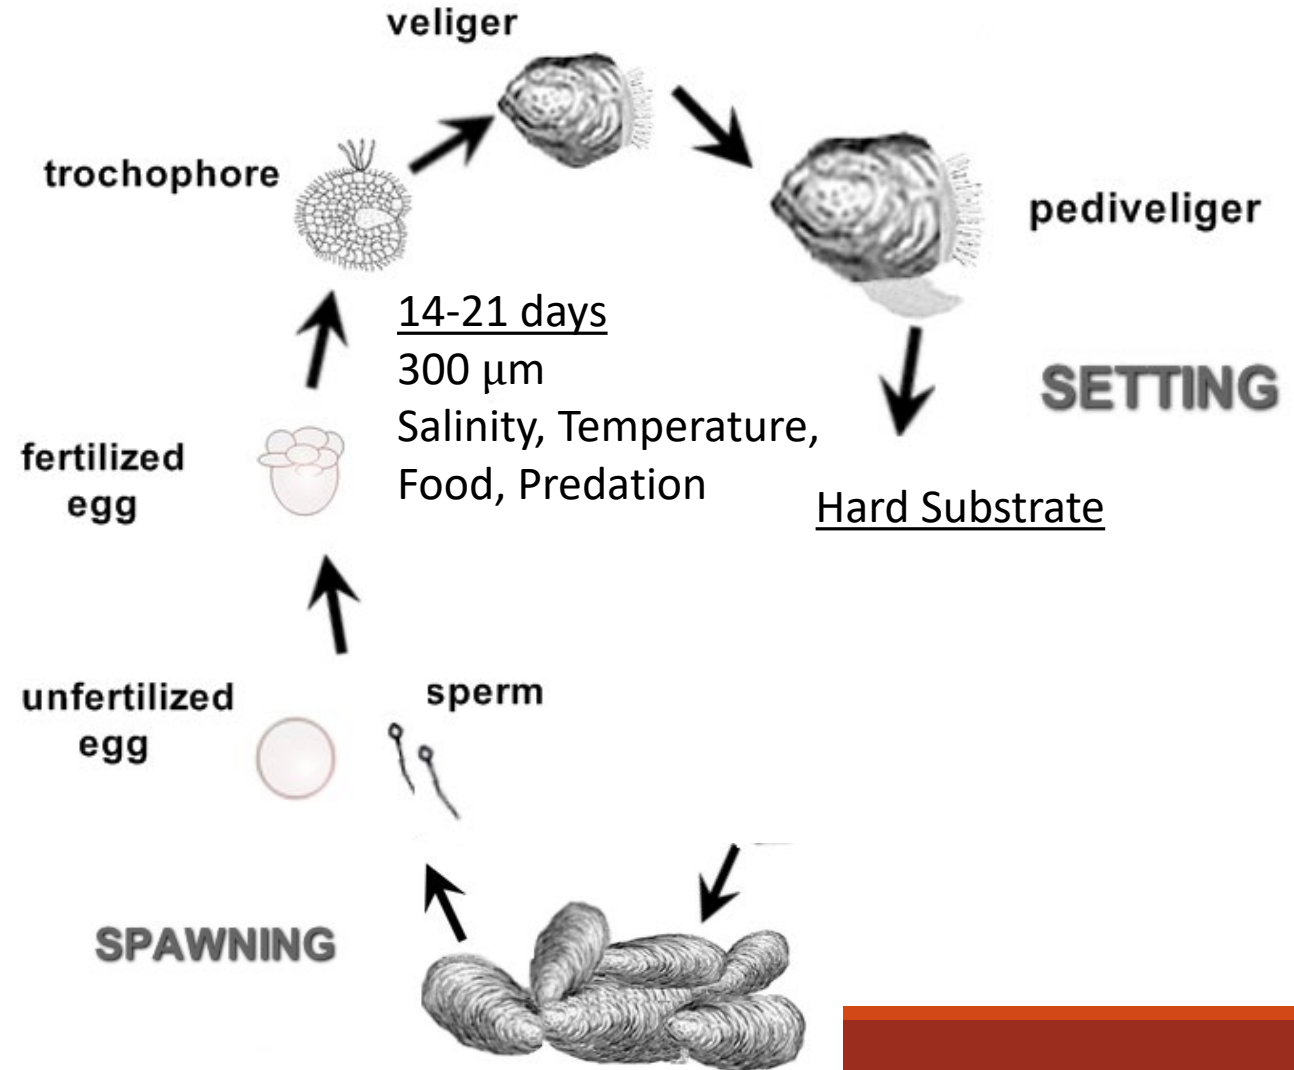 veliger
trochophore
pediveliger
14-21 days
300 μm
Salinity, Temperature,
Food, Predation
SETTING
fertilized
egg
Hard Substrate
unfertilized
egg
sperm
SPAWNING